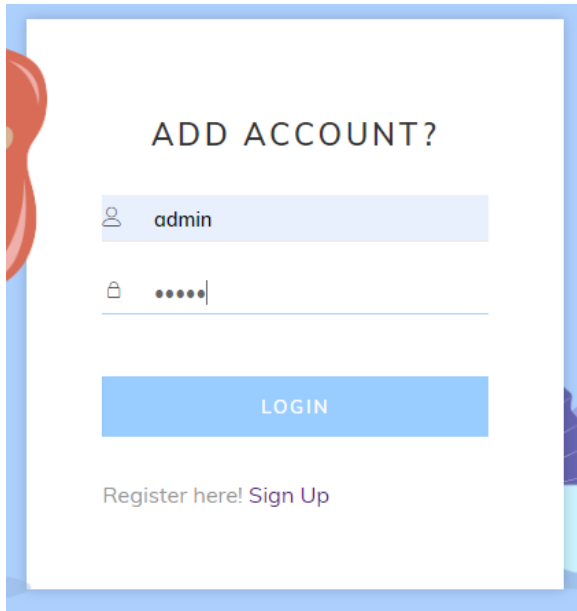 ADD ACCOUNT?
admin
•••••
LOGIN
Register here! Sign Up